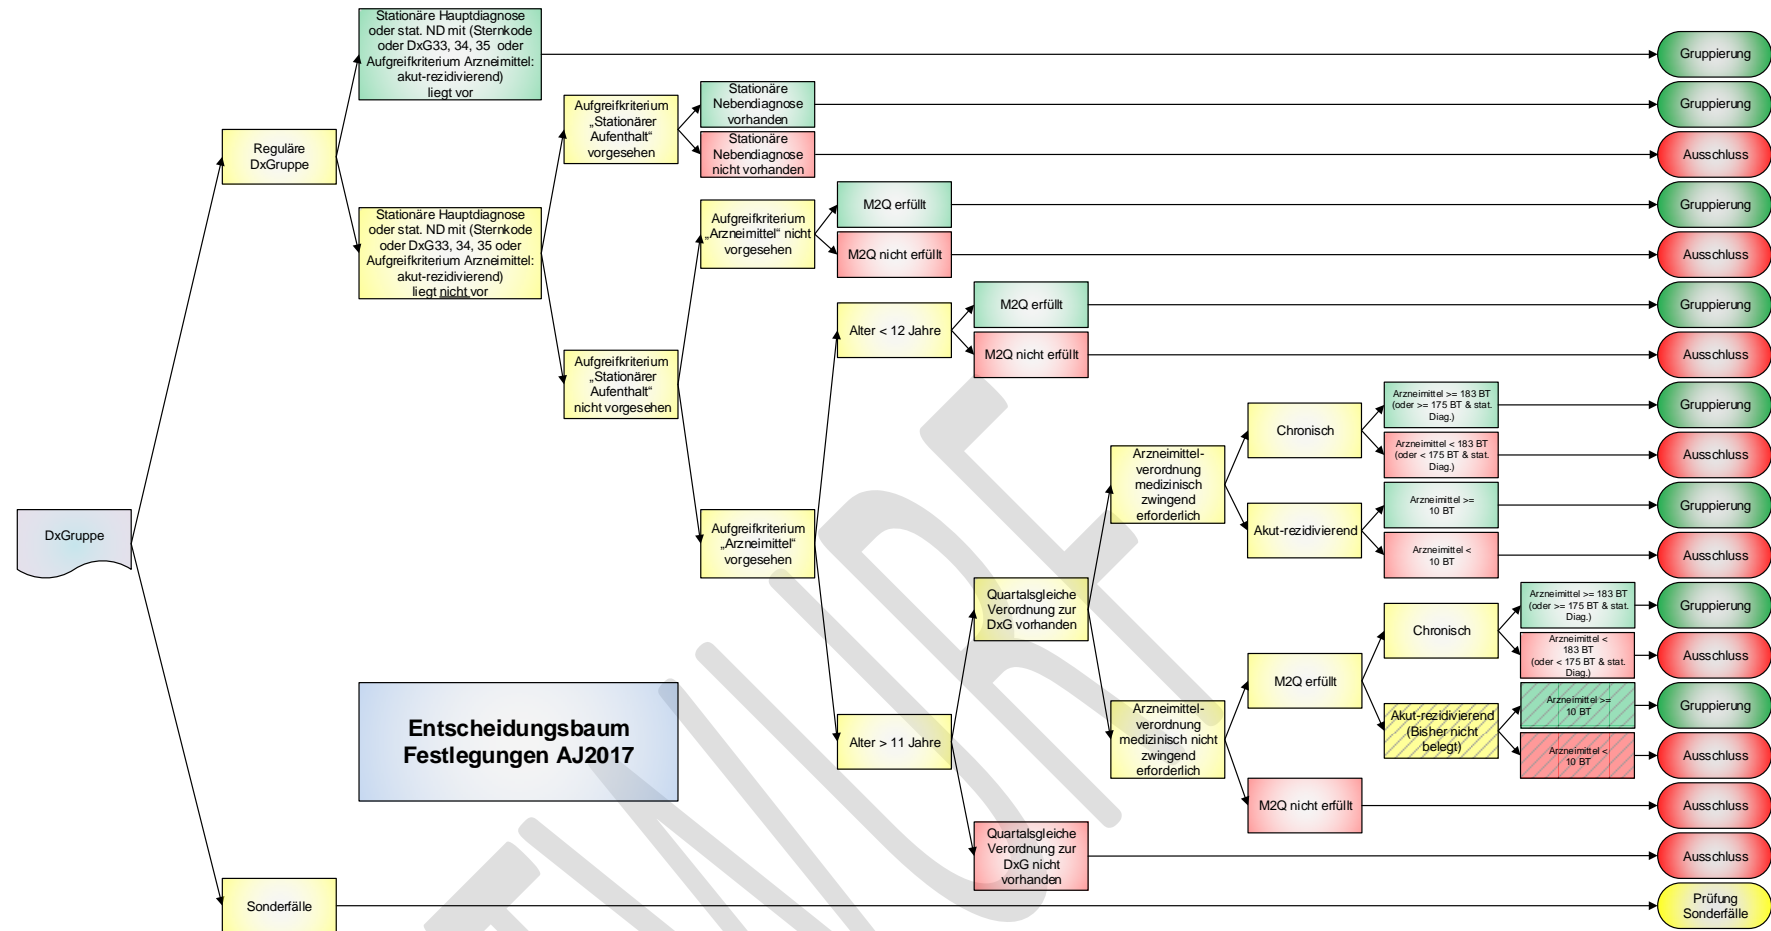 Stationäre Hauptdiagnose
oder stat. ND mit (Sternkode
oder DxG33, 34, 35 oder
Aufgreifkriterium Arzneimittel:
akut-rezidivierend)
liegt vor
Gruppierung
Aufgreifkriterium
„Stationärer
Aufenthalt"
vorgesehen
Stationäre
Nebendiagnose
vorhanden
Gruppierung
Stationäre
Nebendiagnose
nicht vorhanden
Ausschluss
Reguläre
DxGruppe
Stationäre Hauptdiagnose
oder stat. ND mit (Sternkode
oder DxG33, 34, 35 oder
Aufgreifkriterium Arzneimittel:
akut-rezidivierend)
liegt nicht vor
Aufgreifkriterium
„Arzneimittel" nicht
vorgesehen
M2Q erfüllt
Gruppierung
M2Q nicht erfüllt
Ausschluss
Alter < 12 Jahre
M2Q erfüllt
Gruppierung
M2Q nicht erfüllt
Ausschluss
Aufgreifkriterium
„Stationärer
Aufenthalt"
nicht vorgesehen
Chronisch
Arzneimittel >= 183 BT
(oder >= 175 BT & stat.
Diag.)
Gruppierung
Arzneimittel < 183 BT
(oder < 175 BT & stat.
Diag.)
Ausschluss
Arzneimittel-
verordnung
medizinisch
zwingend
erforderlich
Akut-rezidivierend
Arzneimittel >=
10 BT
Gruppierung
Arzneimittel <
10 BT
Ausschluss
DxGruppe
Aufgreifkriterium
„Arzneimittel"
vorgesehen
Quartalsgleiche
Verordnung zur
DxG vorhanden
Chronisch
Arzneimittel >= 183 BT
(oder >= 175 BT & stat.
Diag.)
Gruppierung
Arzneimittel <
183 BT
(oder < 175 BT & stat.
Diag.)
Ausschluss
M2Q erfüllt
Akut-rezidivierend
(Bisher nicht
belegt)
Arzneimittel >=
10 BT
Gruppierung
Arzneimittel <
10 BT
Ausschluss
Entscheidungsbaum
Festlegungen AJ2017
Alter > 11 Jahre
Arzneimittel-
verordnung
medizinisch nicht
zwingend
erforderlich
M2Q nicht erfüllt
Ausschluss
Quartalsgleiche
Verordnung zur
DxG nicht
vorhanden
Ausschluss
Sonderfälle
Prüfung
Sonderfälle